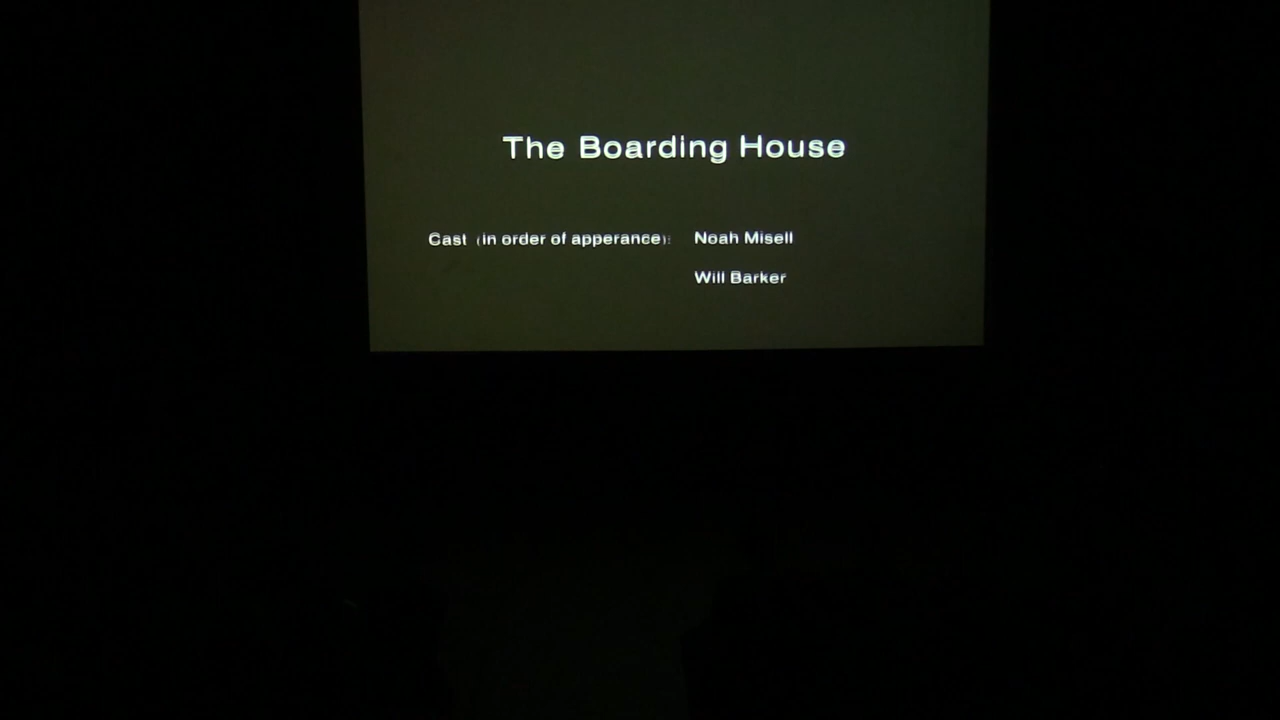 The Boarding House
Cast (in order of apperance): Noah Misell
Will Barker